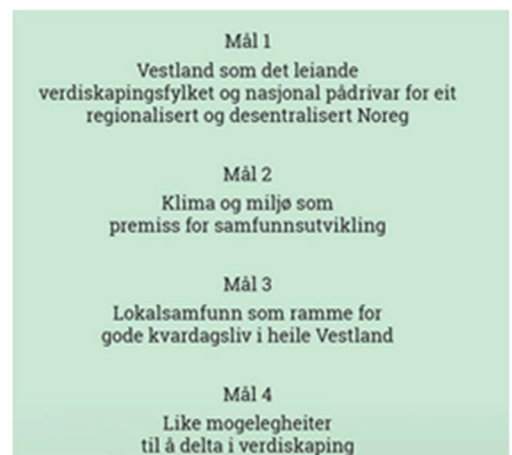 Mål 1
Vestland som det leiande
verdiskapingsfylket og nasjonal pådrivar for eit
regionalisert og desentralisert Noreg
Mål 2
Klima og miljø som
premiss for samfunnsutvikling
Mål 3
Lokalsamfunn som ramme for
gode kvardagsliv i heile Vestland
Mål 4
Like mogelegheiter
til å delta i verdiskaping